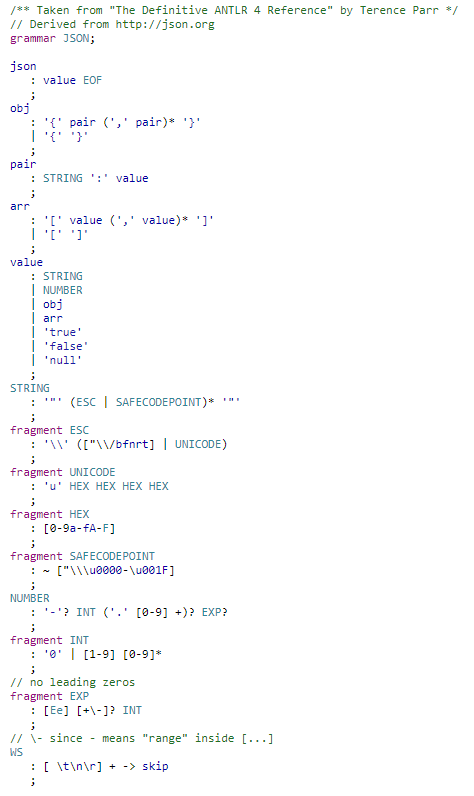 /** Taken from "The Definitive ANTLR 4 Reference" by Terence Parr */
// Derived from http://json.org
grammar JSON;

json
   : value EOF
   ;
obj
   : '{' pair (',' pair)* '}'
   | '{' '}'
   ;
pair
   : STRING ':' value
   ;
arr
   : '[' value (',' value)* ']'
   | '[' ']'
   ;
value
   : STRING
   | NUMBER
   | obj
   | arr
   | 'true'
   | 'false'
   | 'null'
   ;
STRING
   : '"' (ESC | SAFECODEPOINT)* '"'
   ;
fragment ESC
   : '\\' (["\\/bfnrt] | UNICODE)
   ;
fragment UNICODE
   : 'u' HEX HEX HEX HEX
   ;
fragment HEX
   : [0-9a-fA-F]
   ;
fragment SAFECODEPOINT
   : ~ ["\\\u0000-\u001F]
   ;
NUMBER
   : '-'? INT ('.' [0-9] +)? EXP?
   ;
fragment INT
   : '0' | [1-9] [0-9]*
   ;
// no leading zeros
fragment EXP
   : [Ee] [+\-]? INT
   ;
// \- since - means "range" inside [...]
WS
   : [ \t\n\r] + -> skip
   ;